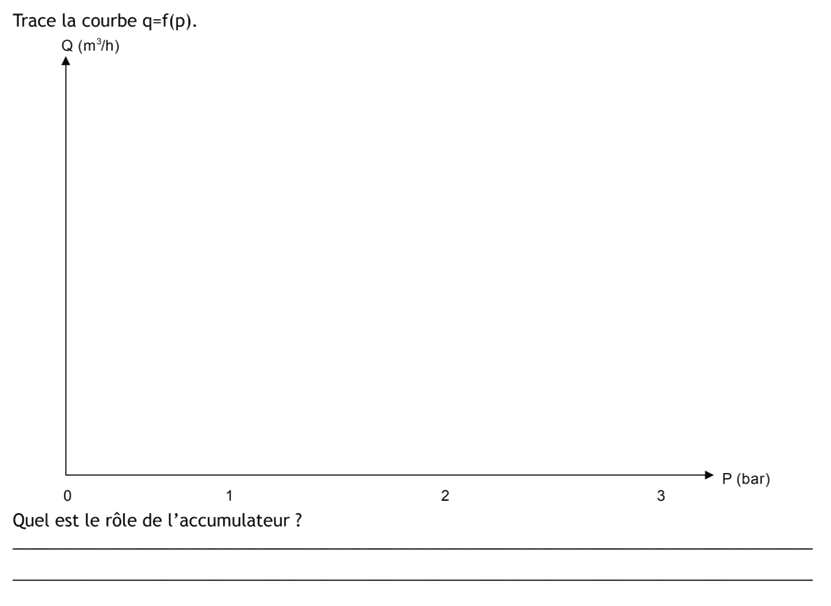 Trace la courbe q=f(p).
Q (m³/h)
P (bar)
0 1 2 3
Quel est le rôle de l’accumulateur ?